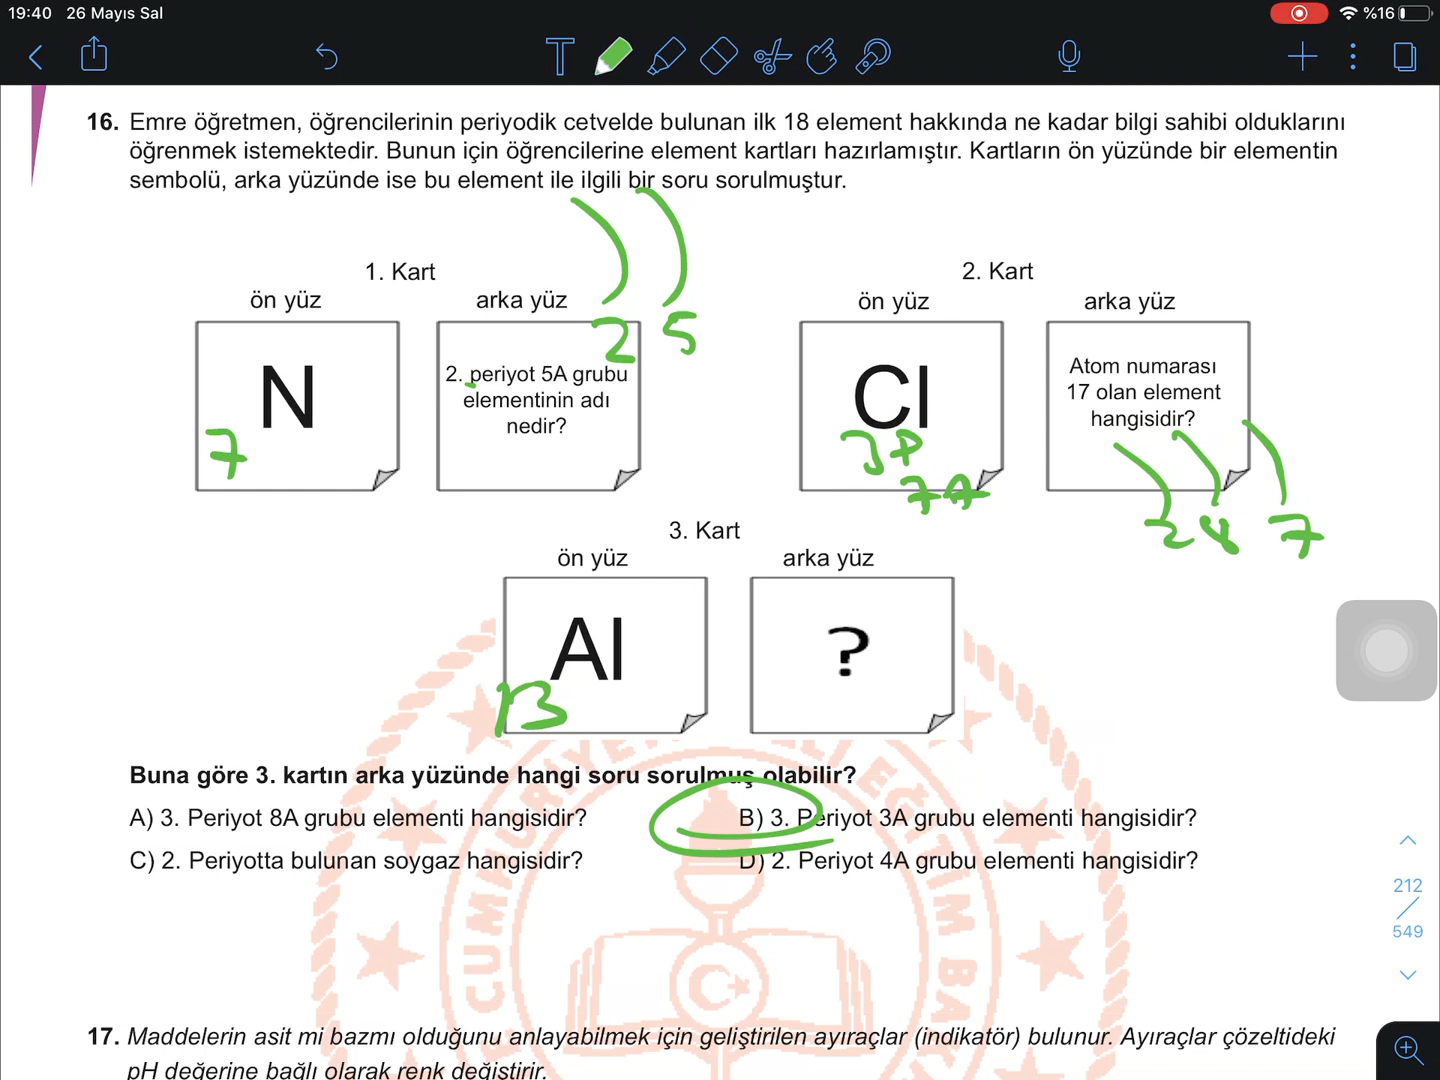 19:40 26 Mayıs Sal
%16
16. Emre öğretmen, öğrencilerinin periyodik cetvelde bulunan ilk 18 element hakkında ne kadar bilgi sahibi olduklarını
öğrenmek istemektedir. Bunun için öğrencilerine element kartları hazırlamıştır. Kartların ön yüzünde bir elementin
sembolü, arka yüzünde ise bu element ile ilgili bir soru sorulmuştur.
1. Kart
ön yüz
arka yüz
N
7
2 5
2. periyot 5A grubu
elementinin adı
nedir?
2. Kart
ön yüz
arka yüz
Cl
3P
7A
Atom numarası
17 olan element
hangisidir?
2 8 7
3. Kart
ön yüz
arka yüz
Al
13
?
Buna göre 3. kartın arka yüzünde hangi soru sorulmuş olabilir?
A) 3. Periyot 8A grubu elementi hangisidir?
B) 3. Periyot 3A grubu elementi hangisidir?
C) 2. Periyotta bulunan soygaz hangisidir?
D) 2. Periyot 4A grubu elementi hangisidir?
212
549
17. Maddelerin asit mi bazmı olduğunu anlayabilmek için geliştirilen ayıraçlar (indikatör) bulunur. Ayıraçlar çözeltideki
pH değerine bağlı olarak renk değiştirir.